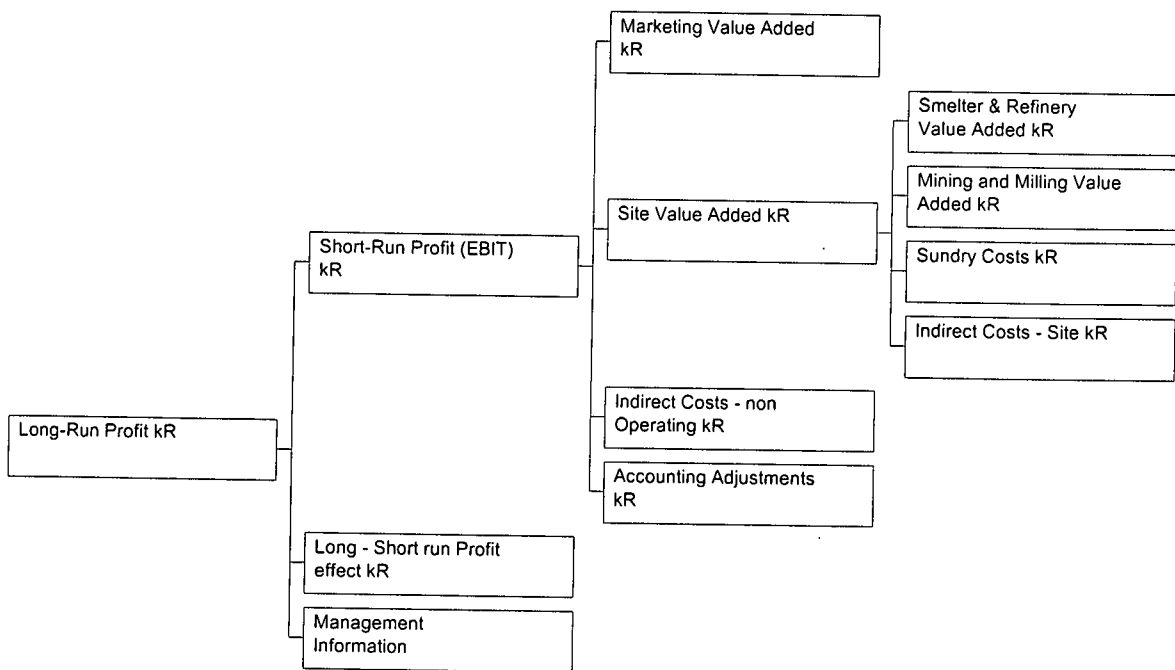 Marketing Value Added
kR
Smelter & Refinery
Value Added kR
Mining and Milling Value
Added kR
Site Value Added kR
Short-Run Profit (EBIT)
kR
Sundry Costs kR
Indirect Costs - Site kR
Indirect Costs - non
Operating kR
Long-Run Profit kR
Accounting Adjustments
kR
Long - Short run Profit
effect kR
Management
Information